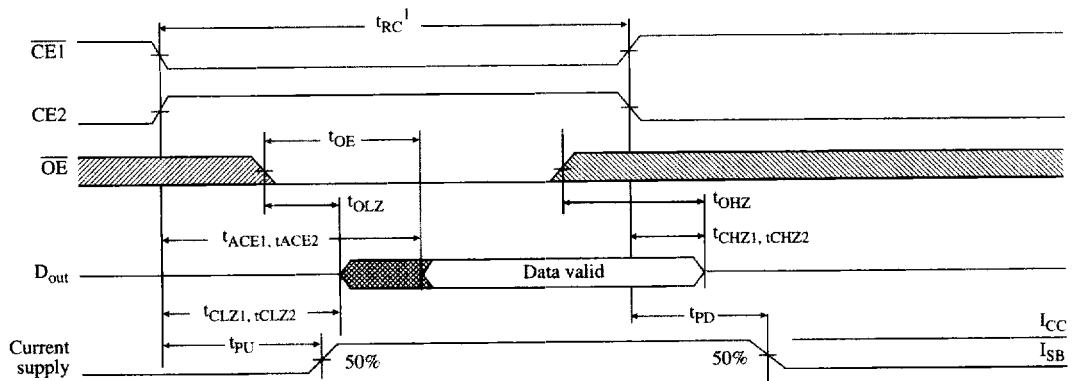 tRC1
CE1
CE2
tOE
OE
tOLZ
tOHZ
tACE1, tACE2
tCHZ1, tCHZ2
Dout
Data valid
tCLZ1, tCLZ2
tPD
ICC
tPU
Current
supply
50%
50%
ISB